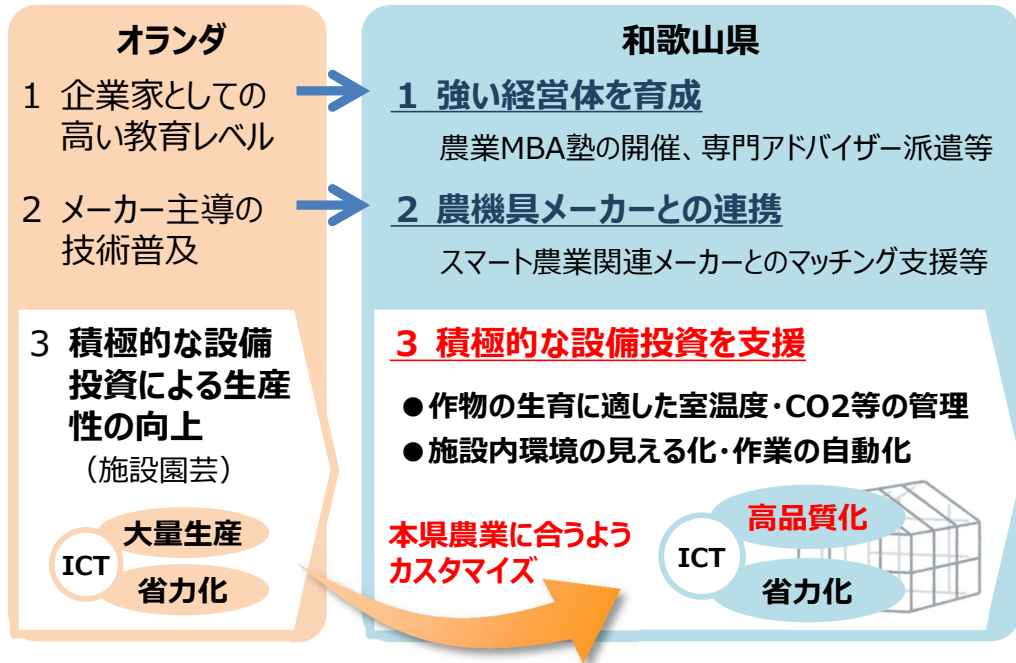 オランダ
1 企業家としての
高い教育レベル
2 メーカー主導の
技術普及
3 積極的な設備
投資による生産
性の向上
（施設園芸）
ICT
大量生産
省力化
和歌山県
1 強い経営体を育成
農業MBA塾の開催、専門アドバイザー派遣等
2 農機具メーカーとの連携
スマート農業関連メーカーとのマッチング支援等
3 積極的な設備投資を支援
●作物の生育に適した室温度・CO2等の管理
●施設内環境の見える化・作業の自動化
本県農業に合うよう
カスタマイズ
ICT
高品質化
省力化